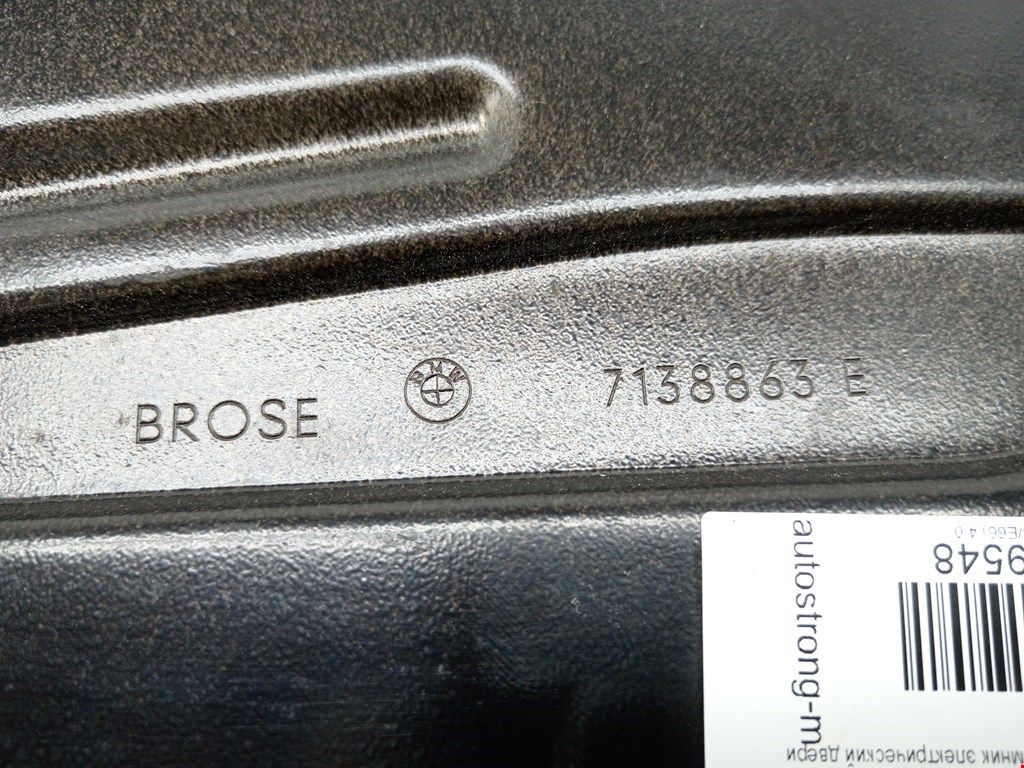 BROSE BMW 7138863 E
/E66) 4.0
9548
autostrong-m
мник электрический двери